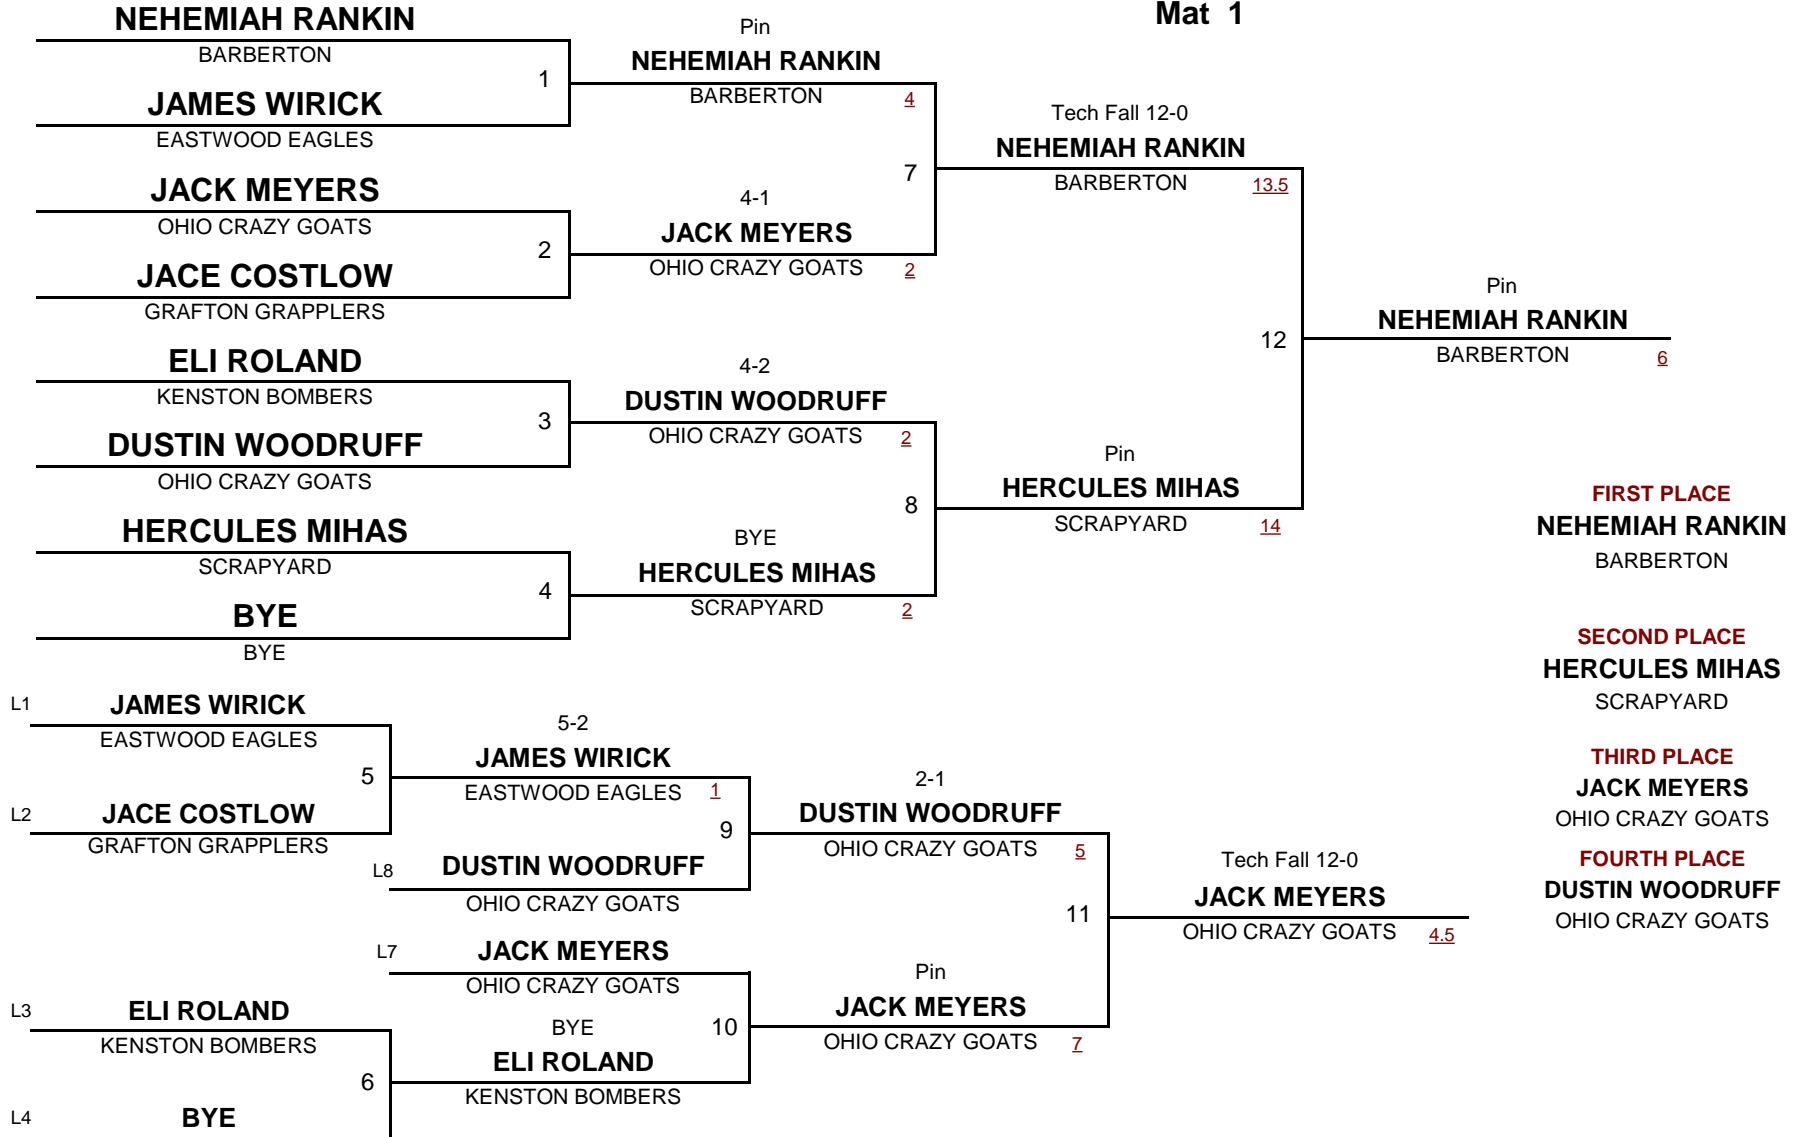 Mat 1
NEHEMIAH RANKIN
BARBERTON
1
JAMES WIRICK
EASTWOOD EAGLES
JACK MEYERS
OHIO CRAZY GOATS
2
JACE COSTLOW
GRAFTON GRAPPLERS
ELI ROLAND
KENSTON BOMBERS
3
DUSTIN WOODRUFF
OHIO CRAZY GOATS
HERCULES MIHAS
SCRAPYARD
4
BYE
BYE
Pin
NEHEMIAH RANKIN
BARBERTON 4
7
4-1
JACK MEYERS
OHIO CRAZY GOATS 2
4-2
DUSTIN WOODRUFF
OHIO CRAZY GOATS 2
8
BYE
HERCULES MIHAS
SCRAPYARD 2
Tech Fall 12-0
NEHEMIAH RANKIN
BARBERTON 13.5
12
Pin
HERCULES MIHAS
SCRAPYARD 14
Pin
NEHEMIAH RANKIN
BARBERTON 6
FIRST PLACE
NEHEMIAH RANKIN
BARBERTON
SECOND PLACE
HERCULES MIHAS
SCRAPYARD
THIRD PLACE
JACK MEYERS
OHIO CRAZY GOATS
FOURTH PLACE
DUSTIN WOODRUFF
OHIO CRAZY GOATS
L1 JAMES WIRICK
EASTWOOD EAGLES
5
L2 JACE COSTLOW
GRAFTON GRAPPLERS
5-2
JAMES WIRICK
EASTWOOD EAGLES 1
9
L8 DUSTIN WOODRUFF
OHIO CRAZY GOATS
L7 JACK MEYERS
OHIO CRAZY GOATS
10
BYE
ELI ROLAND
KENSTON BOMBERS
L3 ELI ROLAND
KENSTON BOMBERS
6
L4 BYE
2-1
DUSTIN WOODRUFF
OHIO CRAZY GOATS 5
11
Pin
JACK MEYERS
OHIO CRAZY GOATS 7
Tech Fall 12-0
JACK MEYERS
OHIO CRAZY GOATS 4.5